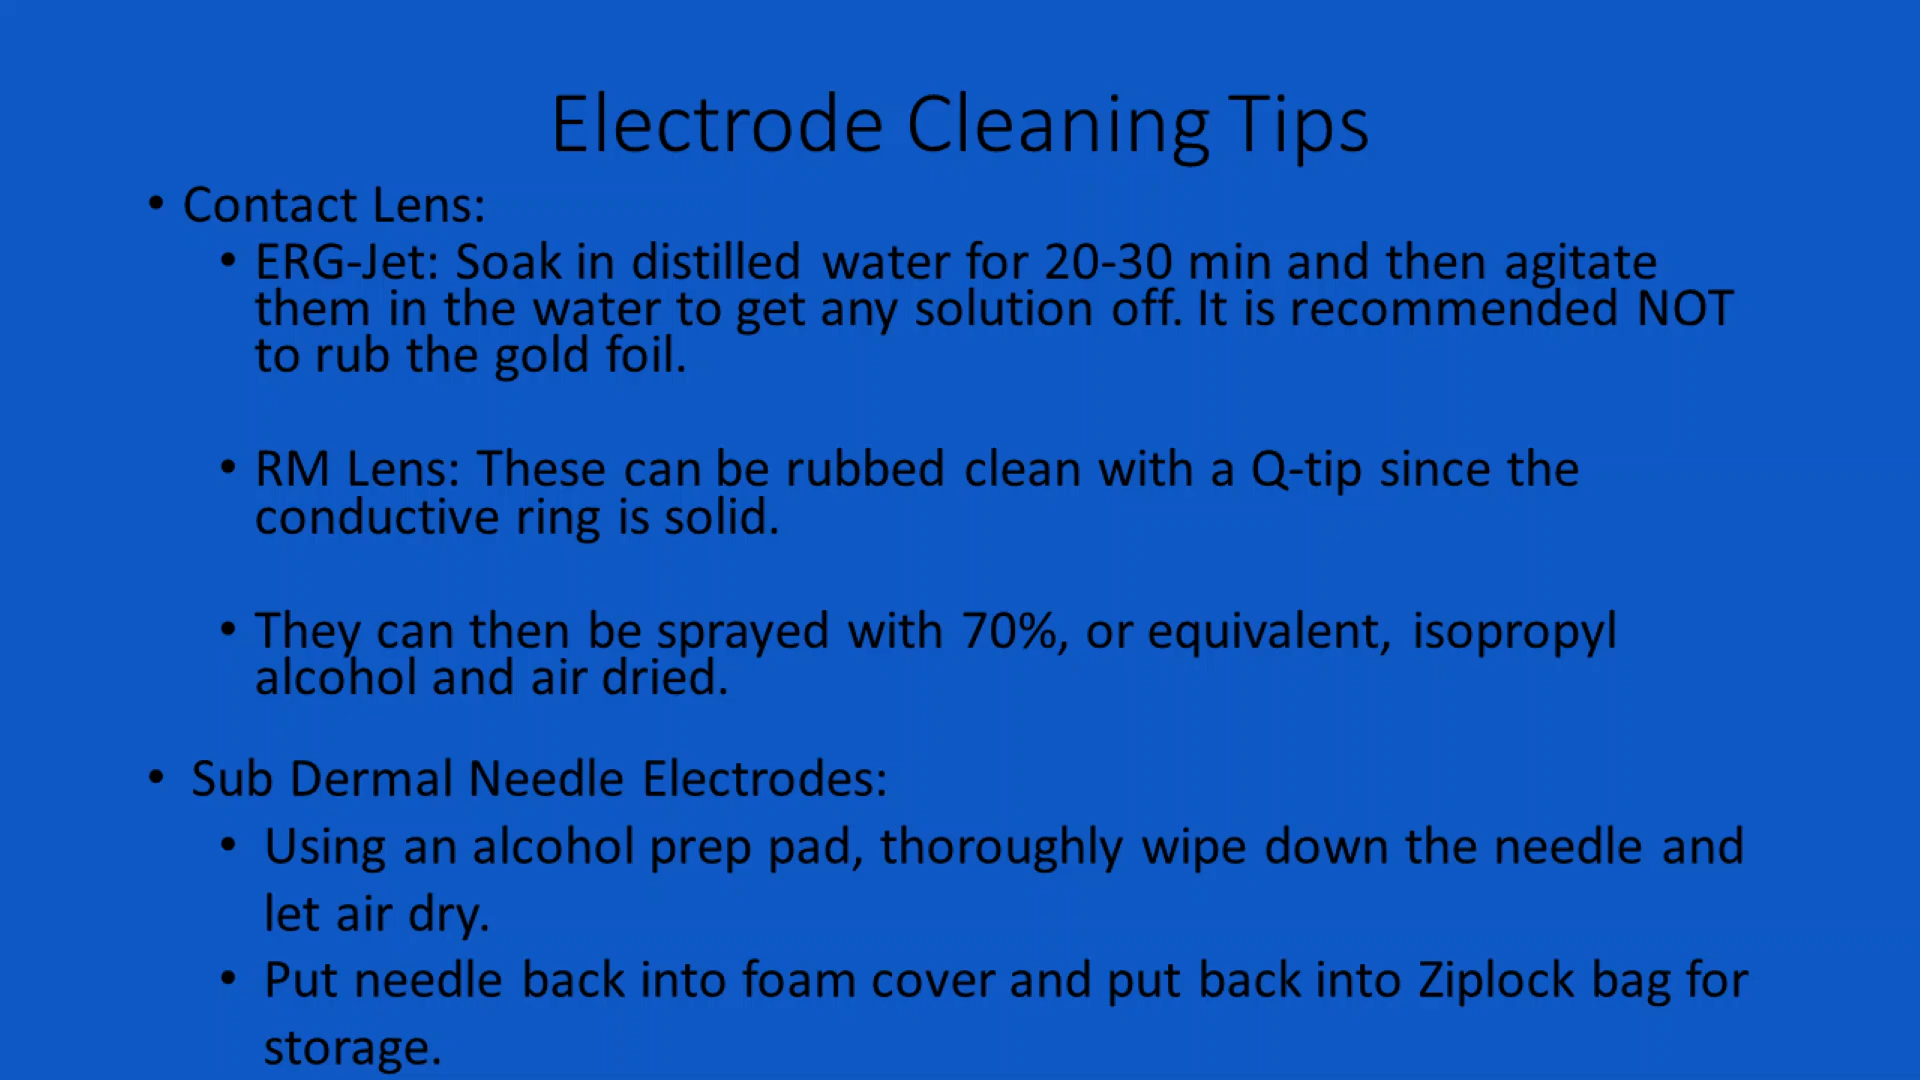 Electrode Cleaning Tips
• Contact Lens:
• ERG-Jet: Soak in distilled water for 20-30 min and then agitate
them in the water to get any solution off. It is recommended NOT
to rub the gold foil.
• RM Lens: These can be rubbed clean with a Q-tip since the
conductive ring is solid.
• They can then be sprayed with 70%, or equivalent, isopropyl
alcohol and air dried.
• Sub Dermal Needle Electrodes:
• Using an alcohol prep pad, thoroughly wipe down the needle and
let air dry.
• Put needle back into foam cover and put back into Ziplock bag for
storage.